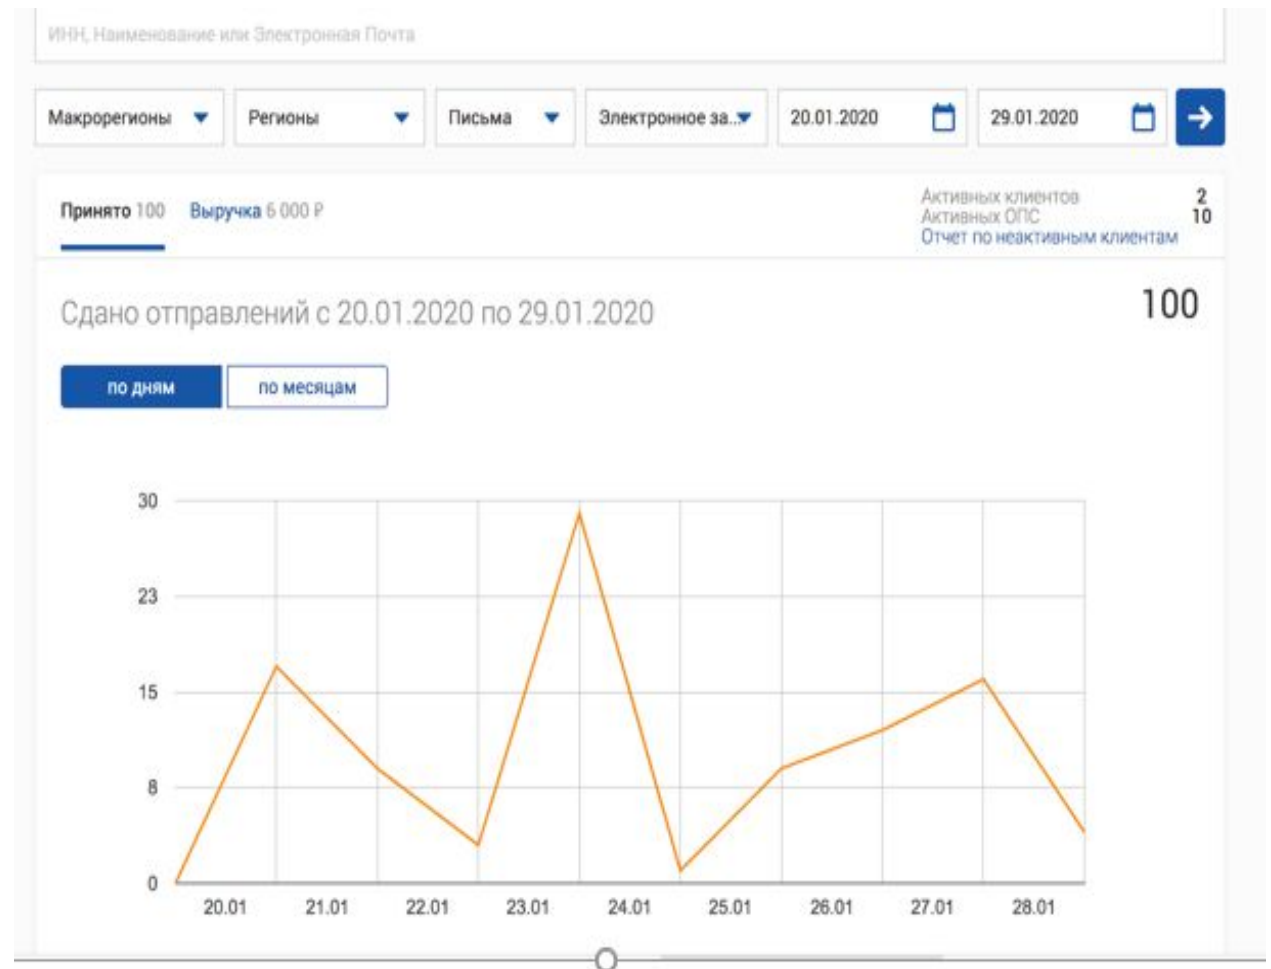 ИНН, Наименование или Электронная Почта
Макрорегионы Регионы Письма Электронное за... 20.01.2020 29.01.2020
Принято 100 Выручка 6 000 ₽
Активных клиентов 2
Активных ОПС 10
Отчет по неактивным клиентам
Сдано отправлений с 20.01.2020 по 29.01.2020 100
по дням по месяцам
30
23
15
8
0
20.01 21.01 22.01 23.01 24.01 25.01 26.01 27.01 28.01